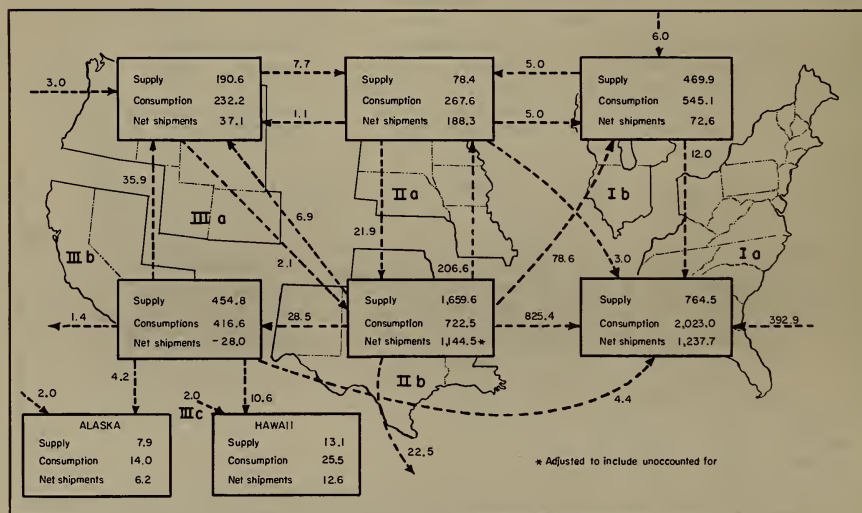 6.0
7.7
5.0
3.0
Supply 190.6
Consumption 232.2
Net shipments 37.1
Supply 78.4
Consumption 267.6
Net shipments 188.3
Supply 469.9
Consumption 545.1
Net shipments 72.6
1.1
5.0
12.0
35.9
III a
6.9
II a
I b
I a
III b
2.1
21.9
206.6
78.6
3.0
Supply 454.8
Consumptions 416.6
Net shipments -28.0
Supply 1,659.6
Consumption 722.5
Net shipments 1,144.5*
Supply 764.5
Consumption 2,023.0
Net shipments 1,237.7
1.4
28.5
825.4
392.9
4.2
2.0
III c
2.0
10.6
II b
4.4
22.5
ALASKA
Supply 7.9
Consumption 14.0
Net shipments 6.2
HAWAII
Supply 13.1
Consumption 25.5
Net shipments 12.6
* Adjusted to include unoccounted for